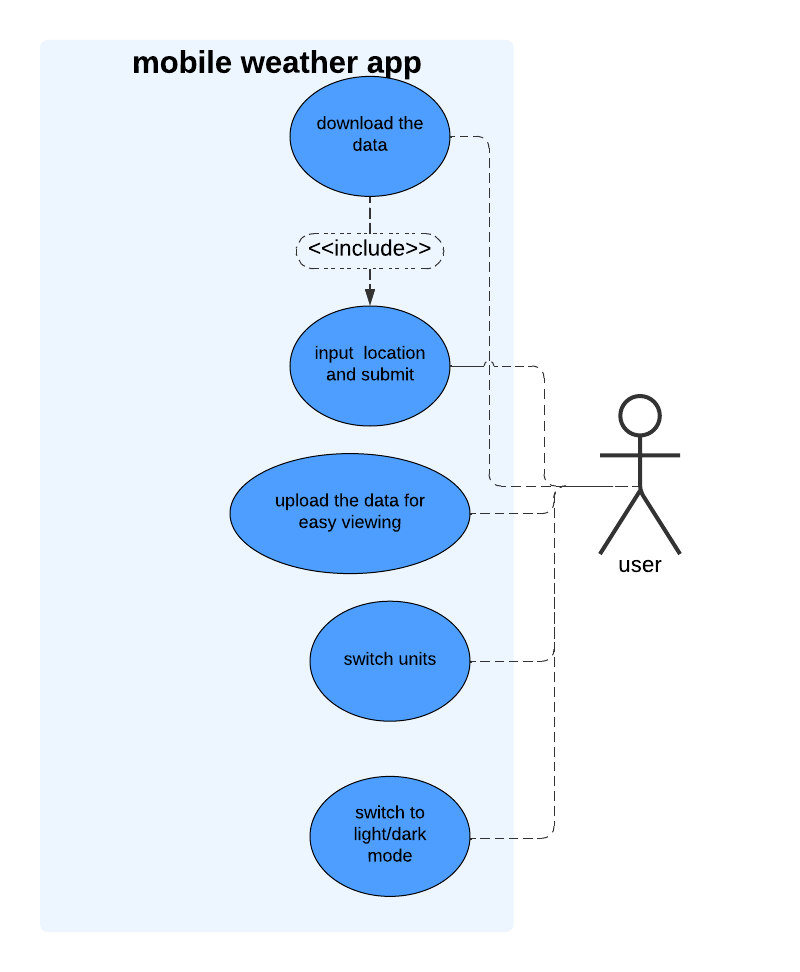 mobile weather app
download the
data
<<include>>
input  location
and submit
upload the data for
easy viewing
user
switch units
switch to
light/dark
mode